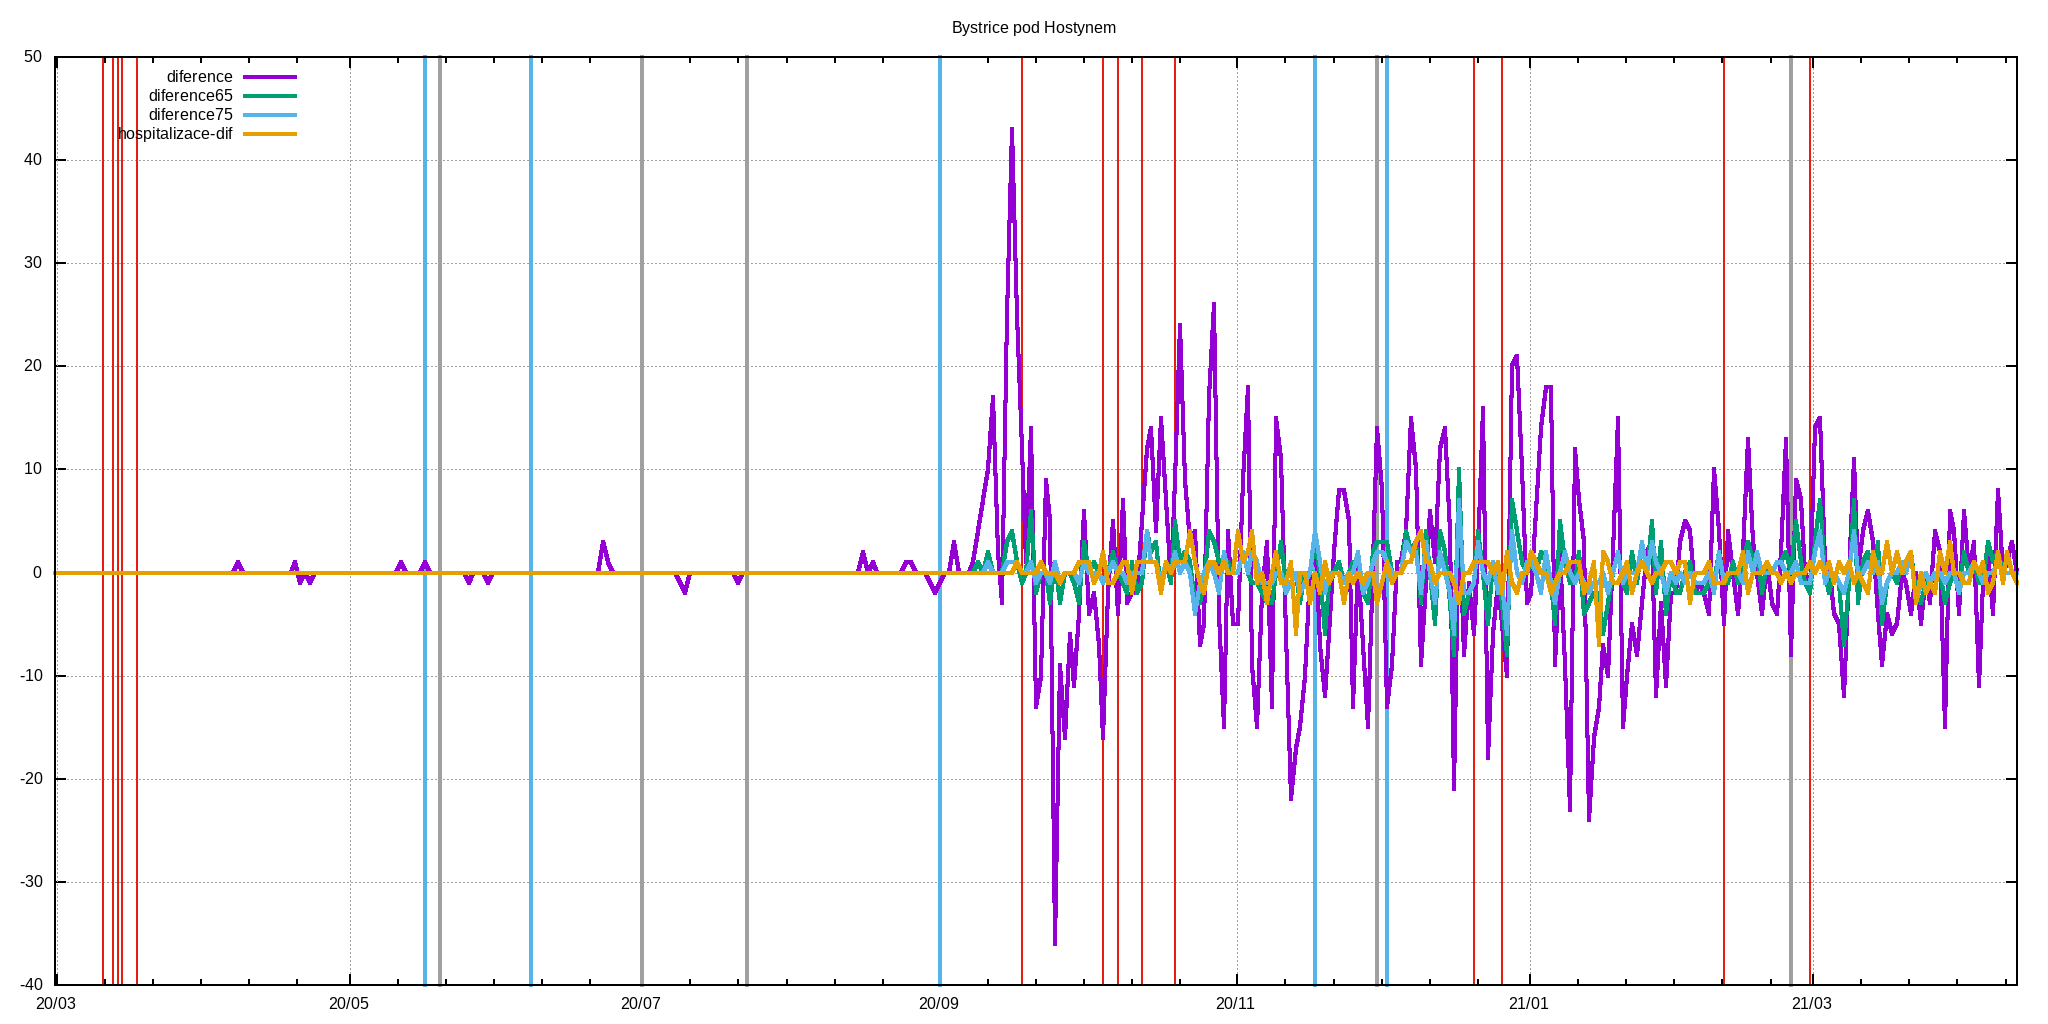 Bystrice pod Hostynem
50
40
30
20
10
0
-10
-20
-30
-40
diference
diference65
diference75
hospitalizace-dif
20/03 20/05 20/07 20/09 20/11 21/01 21/03